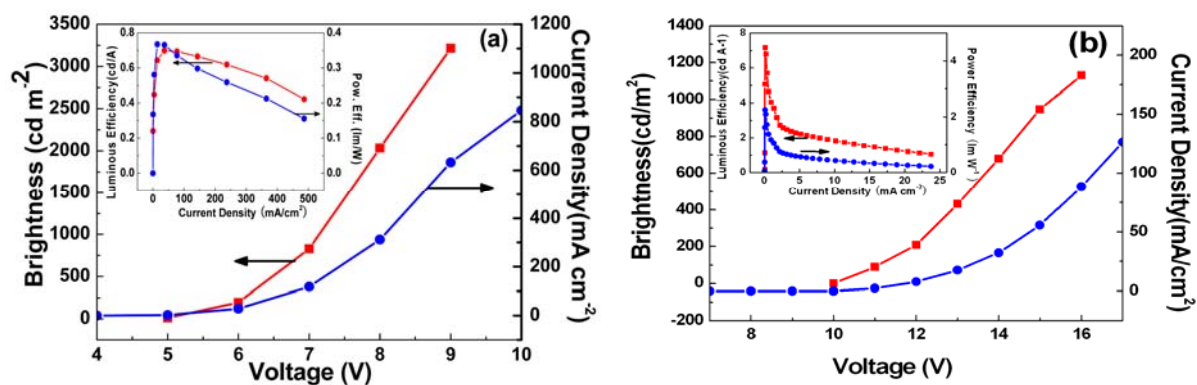 (a)
Brightness (cd m-2)
3500
3000
2500
2000
1500
1000
500
0
4 5 6 7 8 9 10
Voltage (V)
1200
1000
800
600
400
200
0
Current Density(mA cm-2)
Luminous Efficiency(cd/A)
0.8
0.6
0.4
0.2
0.0
0 100 200 300 400 500
Current Density (mA/cm2)
0.4
0.3
0.2
0.1
0.0
Pow. Eff. (lm/W)
(b)
Brightness(cd/m2)
1400
1200
1000
800
600
400
200
0
-200
8 10 12 14 16
Voltage (V)
200
150
100
50
0
Current Density(mA/cm2)
Luminous Efficiency(cd A-1)
8
6
4
2
0
0 5 10 15 20 25
Current Density (mA cm-2)
4
2
0
Power Efficiency (lm W-1)